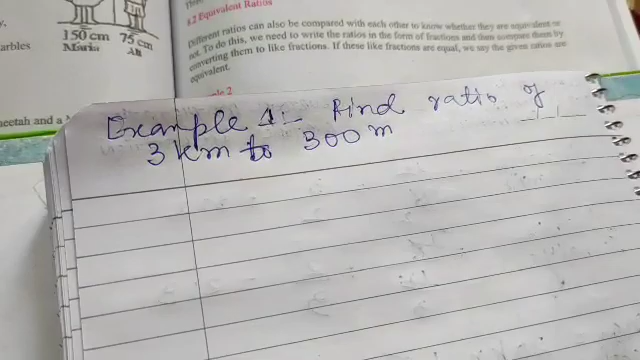 150 cm 75 cm
Maria Ali
arbles
eetah and a
8.2 Equivalent Ratios
Different ratios can also be compared with each other to know whether they are equivalent or
not. To do this, we need to write the ratios in the form of fractions and then compare them by
converting them to like fractions. If these like fractions are equal, we say the given ratios are
equivalent.
Example 1:- Find ratio of
3 km to 300 m